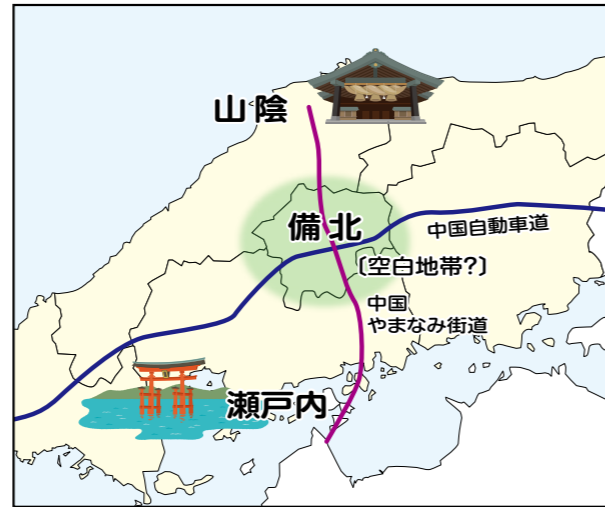 山陰
備北
中国自動車道
〔空白地帯?〕
中国
やまなみ街道
瀬戸内